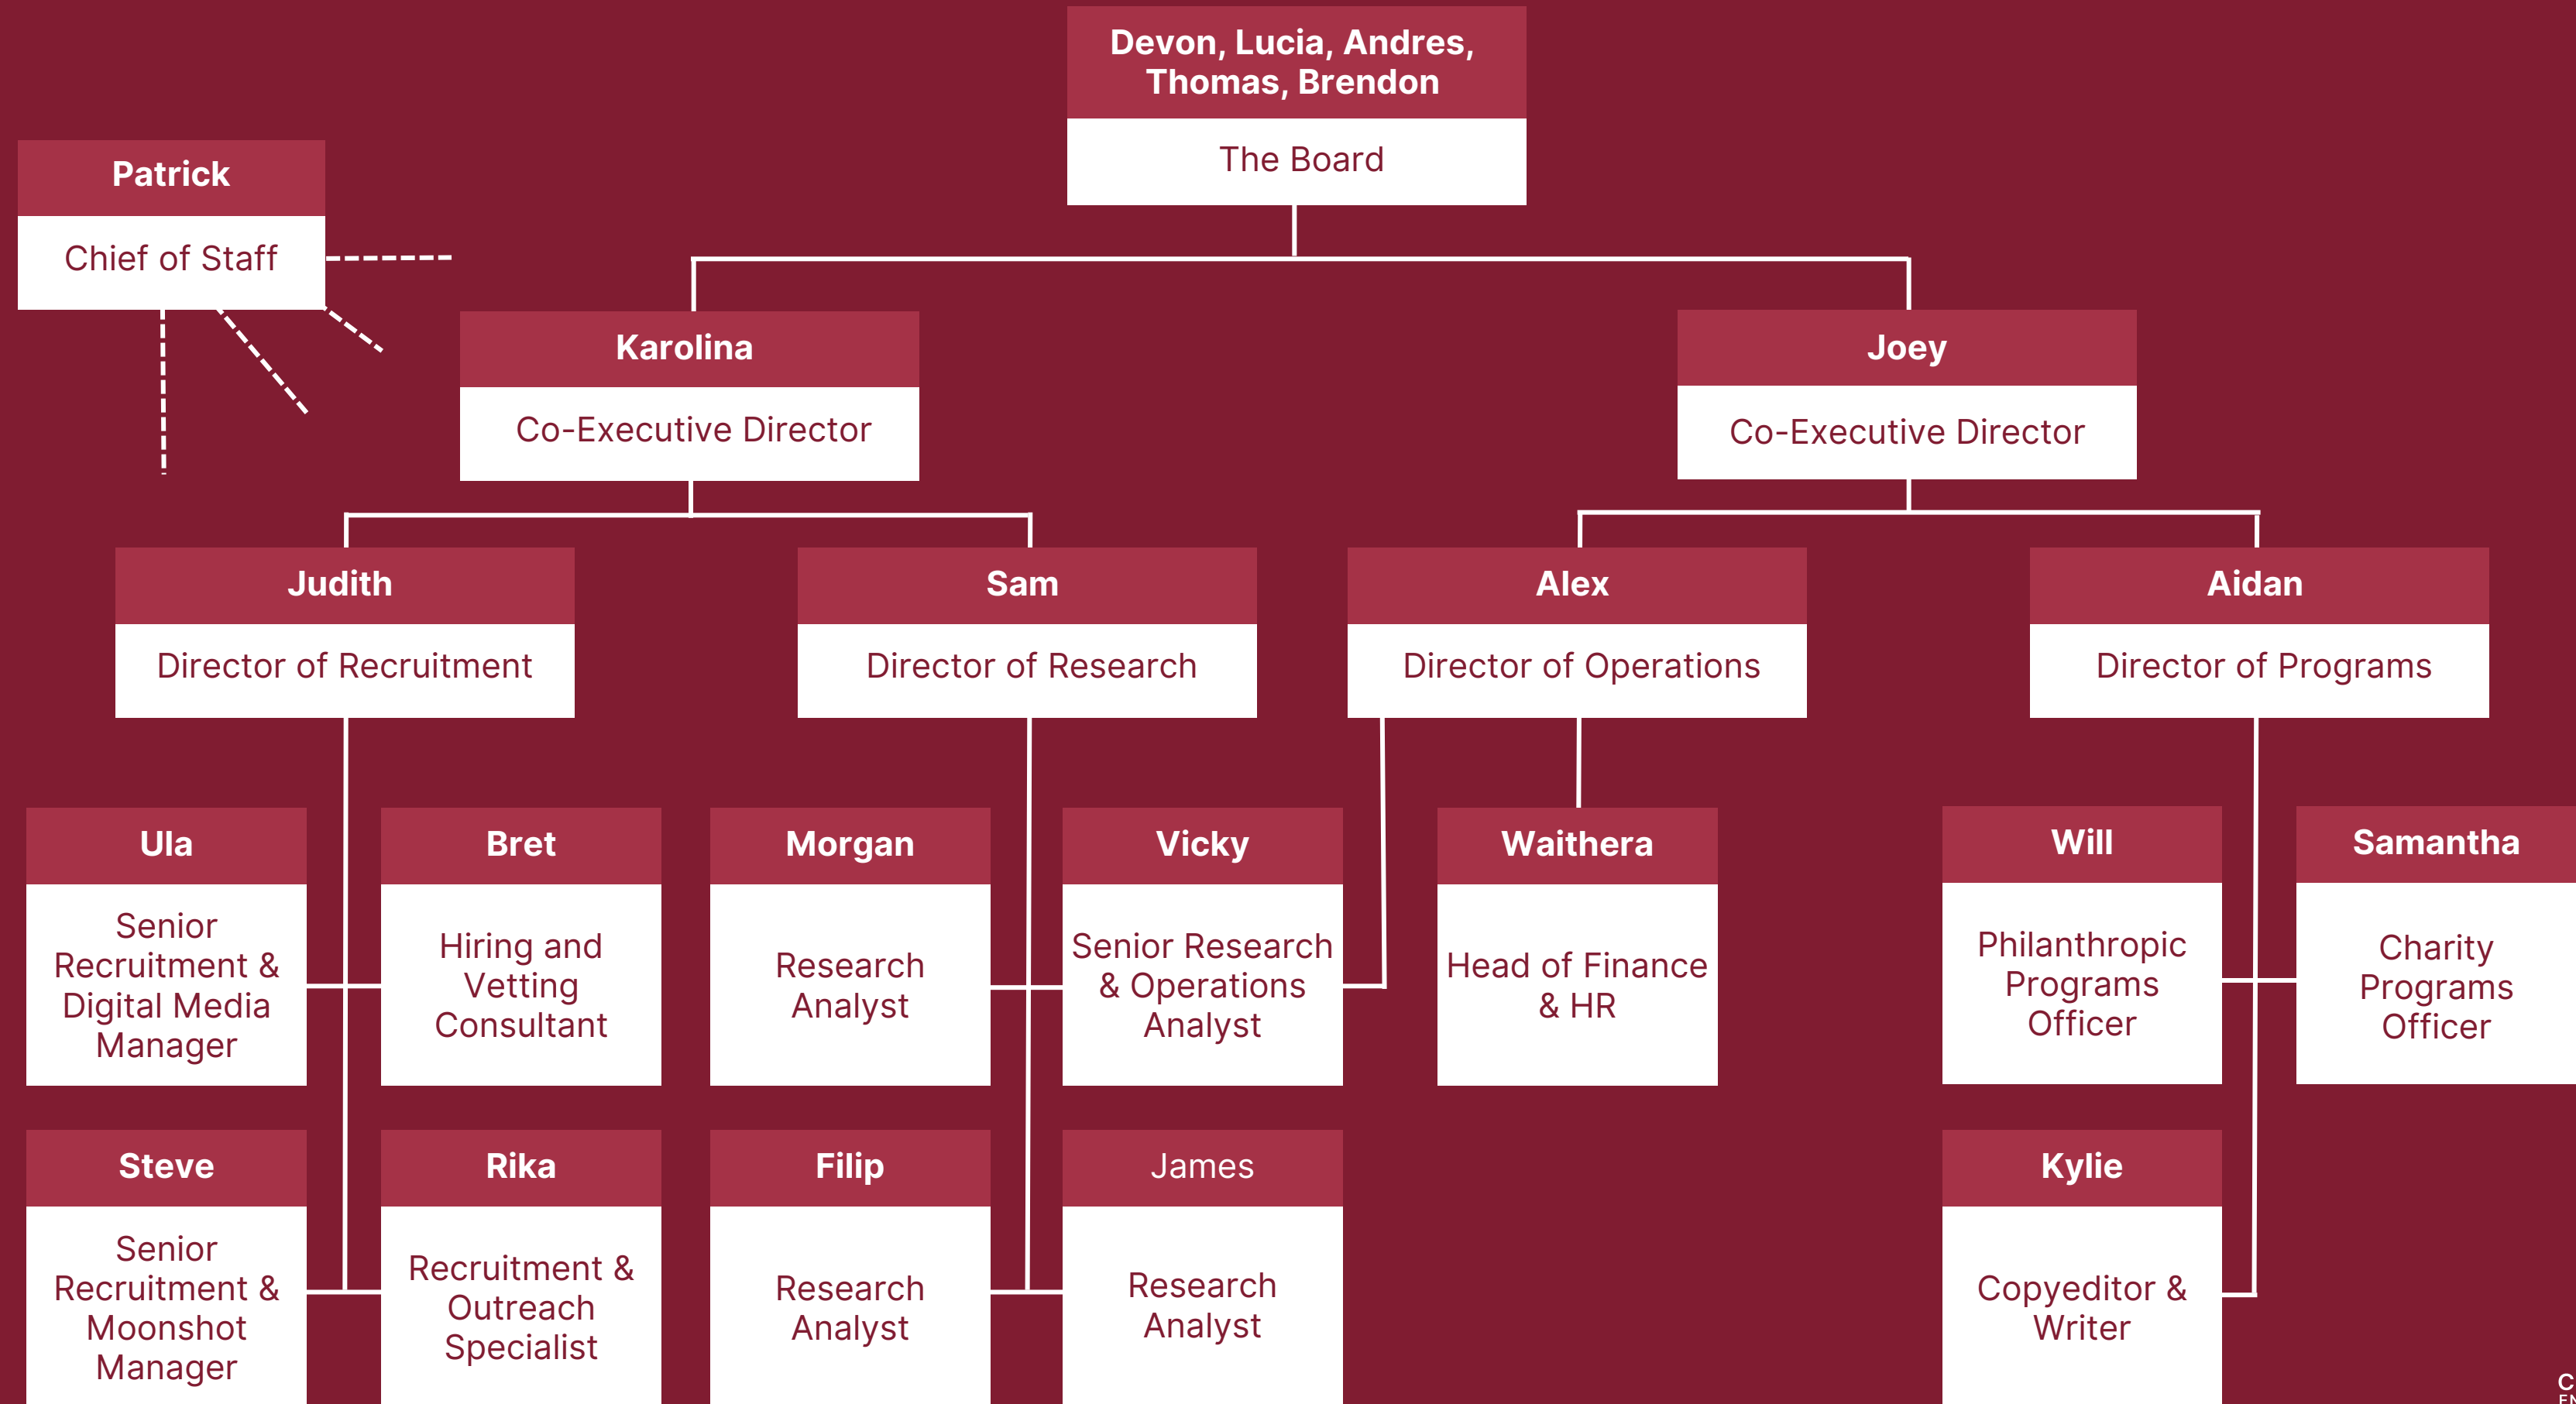 Devon, Lucia, Andres,
Thomas, Brendon
The Board
Patrick
Chief of Staff
Karolina
Co-Executive Director
Joey
Co-Executive Director
Judith
Director of Recruitment
Sam
Director of Research
Alex
Director of Operations
Aidan
Director of Programs
Ula
Senior
Recruitment &
Digital Media
Manager
Bret
Hiring and
Vetting
Consultant
Morgan
Research
Analyst
Vicky
Senior Research
& Operations
Analyst
Waithera
Head of Finance
& HR
Will
Philanthropic
Programs
Officer
Samantha
Charity
Programs
Officer
Steve
Senior
Recruitment &
Moonshot
Manager
Rika
Recruitment &
Outreach
Specialist
Filip
Research
Analyst
James
Research
Analyst
Kylie
Copyeditor &
Writer